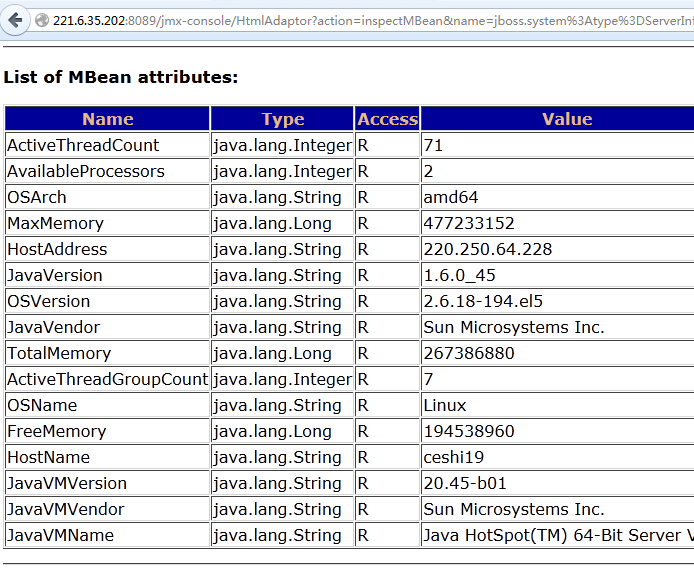 221.6.35.202:8089/jmx-console/HtmlAdaptor?action=inspectMBean&name=jboss.system%3Atype%3DServerInf
List of MBean attributes:
Name Type Access Value
ActiveThreadCount java.lang.Integer R 71
AvailableProcessors java.lang.Integer R 2
OSArch java.lang.String R amd64
MaxMemory java.lang.Long R 477233152
HostAddress java.lang.String R 220.250.64.228
JavaVersion java.lang.String R 1.6.0_45
OSVersion java.lang.String R 2.6.18-194.el5
JavaVendor java.lang.String R Sun Microsystems Inc.
TotalMemory java.lang.Long R 267386880
ActiveThreadGroupCount java.lang.Integer R 7
OSName java.lang.String R Linux
FreeMemory java.lang.Long R 194538960
HostName java.lang.String R ceshi19
JavaVMVersion java.lang.String R 20.45-b01
JavaVMVendor java.lang.String R Sun Microsystems Inc.
JavaVMName java.lang.String R Java HotSpot(TM) 64-Bit Server V